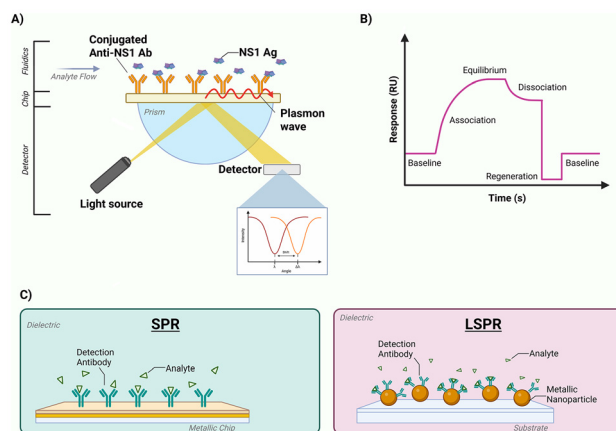 A)
Conjugated
Anti-NS1 Ab
NS1 Ag
Fluidics
Analyte Flow
Chip
Prism
Plasmon
wave
Detector
Detector
Light source
Intensity
Angle
B)
Response (RU)
Equilibrium
Dissociation
Association
Baseline
Baseline
Regeneration
Time (s)
C)
SPR
Dielectric
Detection
Antibody
Analyte
Metallic Chip
LSPR
Dielectric
Detection
Antibody
Analyte
Metallic
Nanoparticle
Substrate